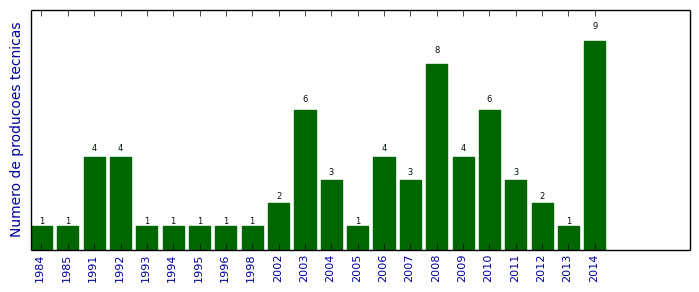 Numero de producoes tecnicas
1 1 4 4 1 1 1 1 1 2 6 3 1 4 3 8 4 6 3 2 1 9
1984 1985 1991 1992 1993 1994 1995 1996 1998 2002 2003 2004 2005 2006 2007 2008 2009 2010 2011 2012 2013 2014